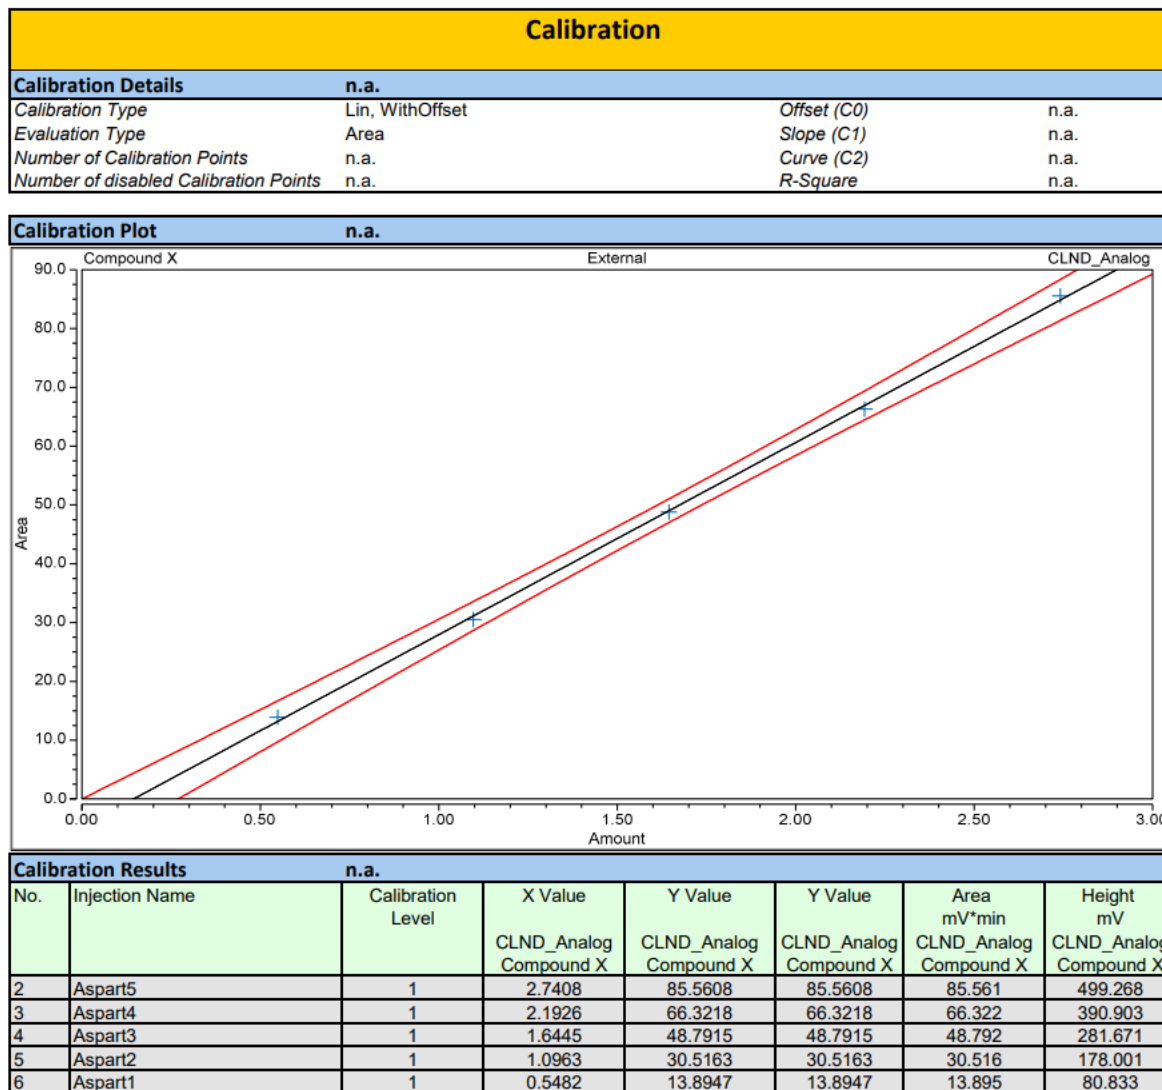 Calibration
Calibration Details n.a.
Calibration Type Lin, WithOffset Offset (C0) n.a.
Evaluation Type Area Slope (C1) n.a.
Number of Calibration Points n.a. Curve (C2) n.a.
Number of disabled Calibration Points n.a. R-Square n.a.
Calibration Plot n.a.
Compound X External CLND_Analog
90.0
80.0
70.0
60.0
50.0
40.0
30.0
20.0
10.0
0.0
Area
0.00 0.50 1.00 1.50 2.00 2.50 3.00
Amount
Calibration Results n.a.
No. Injection Name Calibration X Value Y Value Y Value Area Height
Level mV*min mV
CLND_Analog CLND_Analog CLND_Analog CLND_Analog CLND_Analog
Compound X Compound X Compound X Compound X Compound X
2 Aspart5 1 2.7408 85.5608 85.5608 85.561 499.268
3 Aspart4 1 2.1926 66.3218 66.3218 66.322 390.903
4 Aspart3 1 1.6445 48.7915 48.7915 48.792 281.671
5 Aspart2 1 1.0963 30.5163 30.5163 30.516 178.001
6 Aspart1 1 0.5482 13.8947 13.8947 13.895 80.833